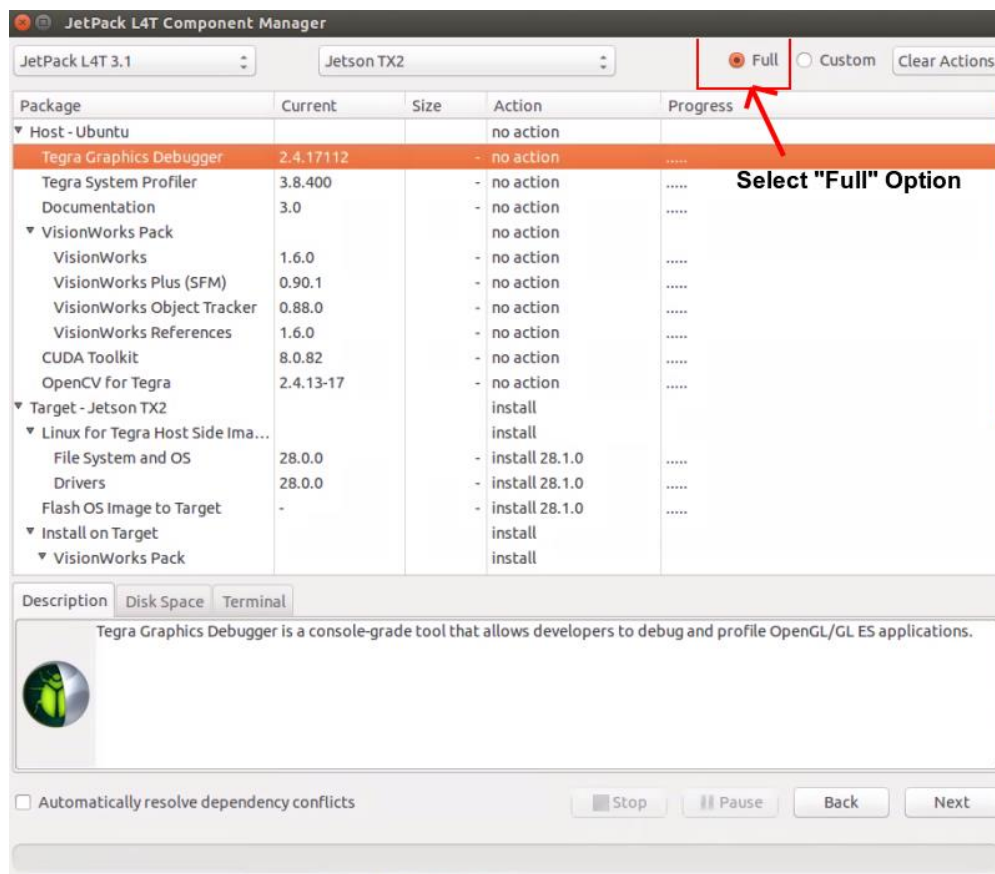 JetPack L4T Component Manager
JetPack L4T 3.1 Jetson TX2 Full Custom Clear Actions
Package Current Size Action Progress
Host - Ubuntu no action
Tegra Graphics Debugger 2.4.17112 - no action .....
Tegra System Profiler 3.8.400 - no action .....
Select "Full" Option
Documentation 3.0 - no action .....
VisionWorks Pack no action
VisionWorks 1.6.0 - no action .....
VisionWorks Plus (SFM) 0.90.1 - no action .....
VisionWorks Object Tracker 0.88.0 - no action .....
VisionWorks References 1.6.0 - no action .....
CUDA Toolkit 8.0.82 - no action .....
OpenCV for Tegra 2.4.13-17 - no action .....
Target - Jetson TX2 install
Linux for Tegra Host Side Ima... install
File System and OS 28.0.0 - install 28.1.0 .....
Drivers 28.0.0 - install 28.1.0 .....
Flash OS Image to Target - - install 28.1.0 .....
Install on Target install
VisionWorks Pack install
Description Disk Space Terminal
Tegra Graphics Debugger is a console-grade tool that allows developers to debug and profile OpenGL/GL ES applications.
Automatically resolve dependency conflicts Stop Pause Back Next